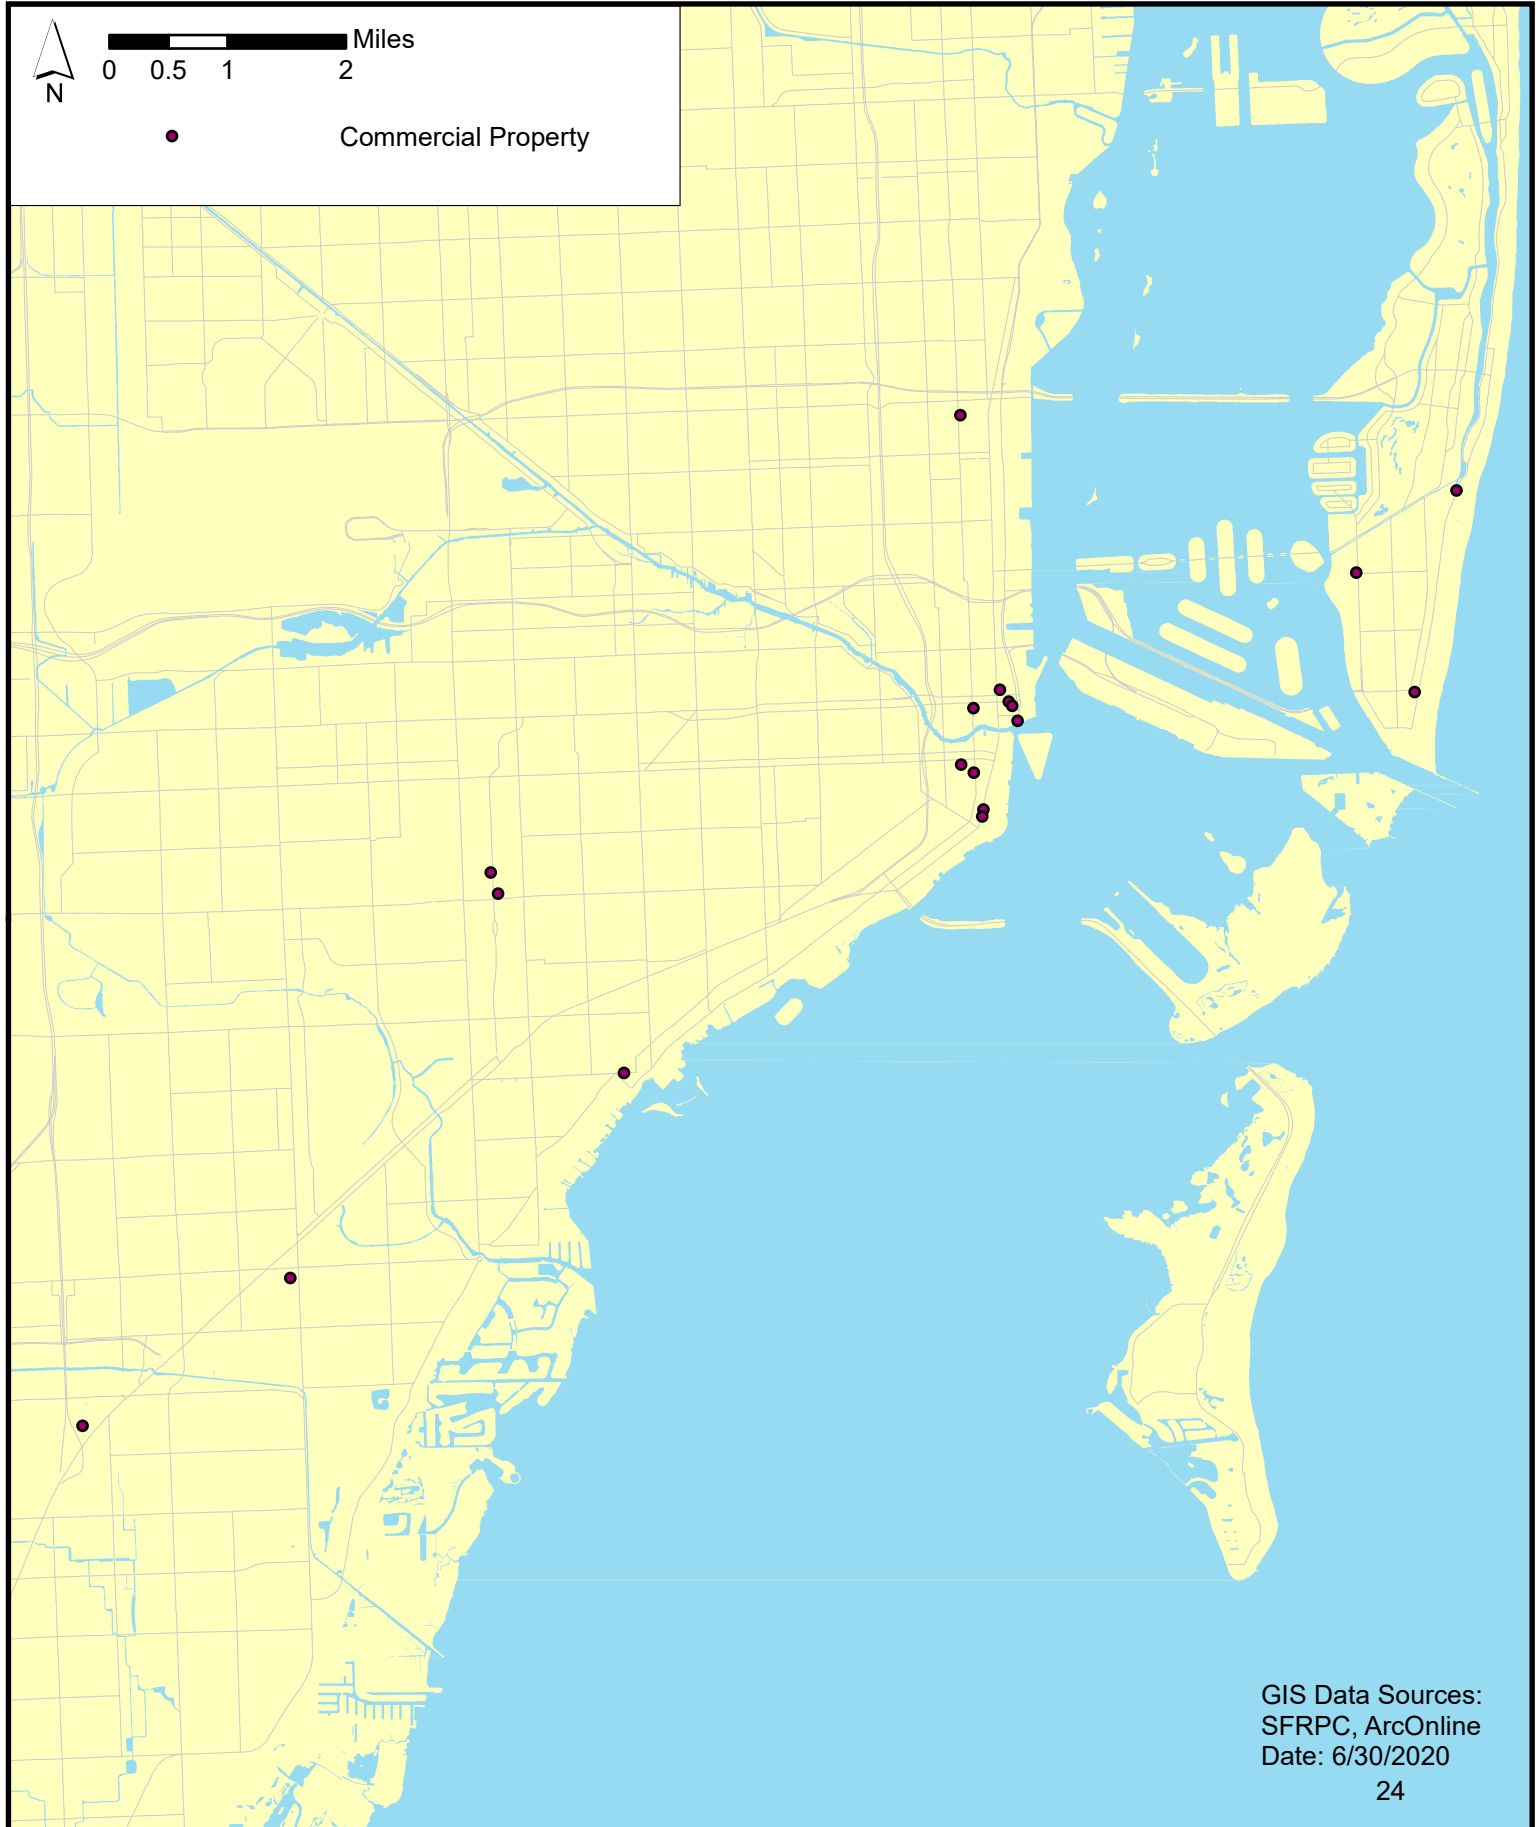 Miles
0 0.5 1 2
N
Commercial Property
GIS Data Sources:
SFRPC, ArcOnline
Date: 6/30/2020
24